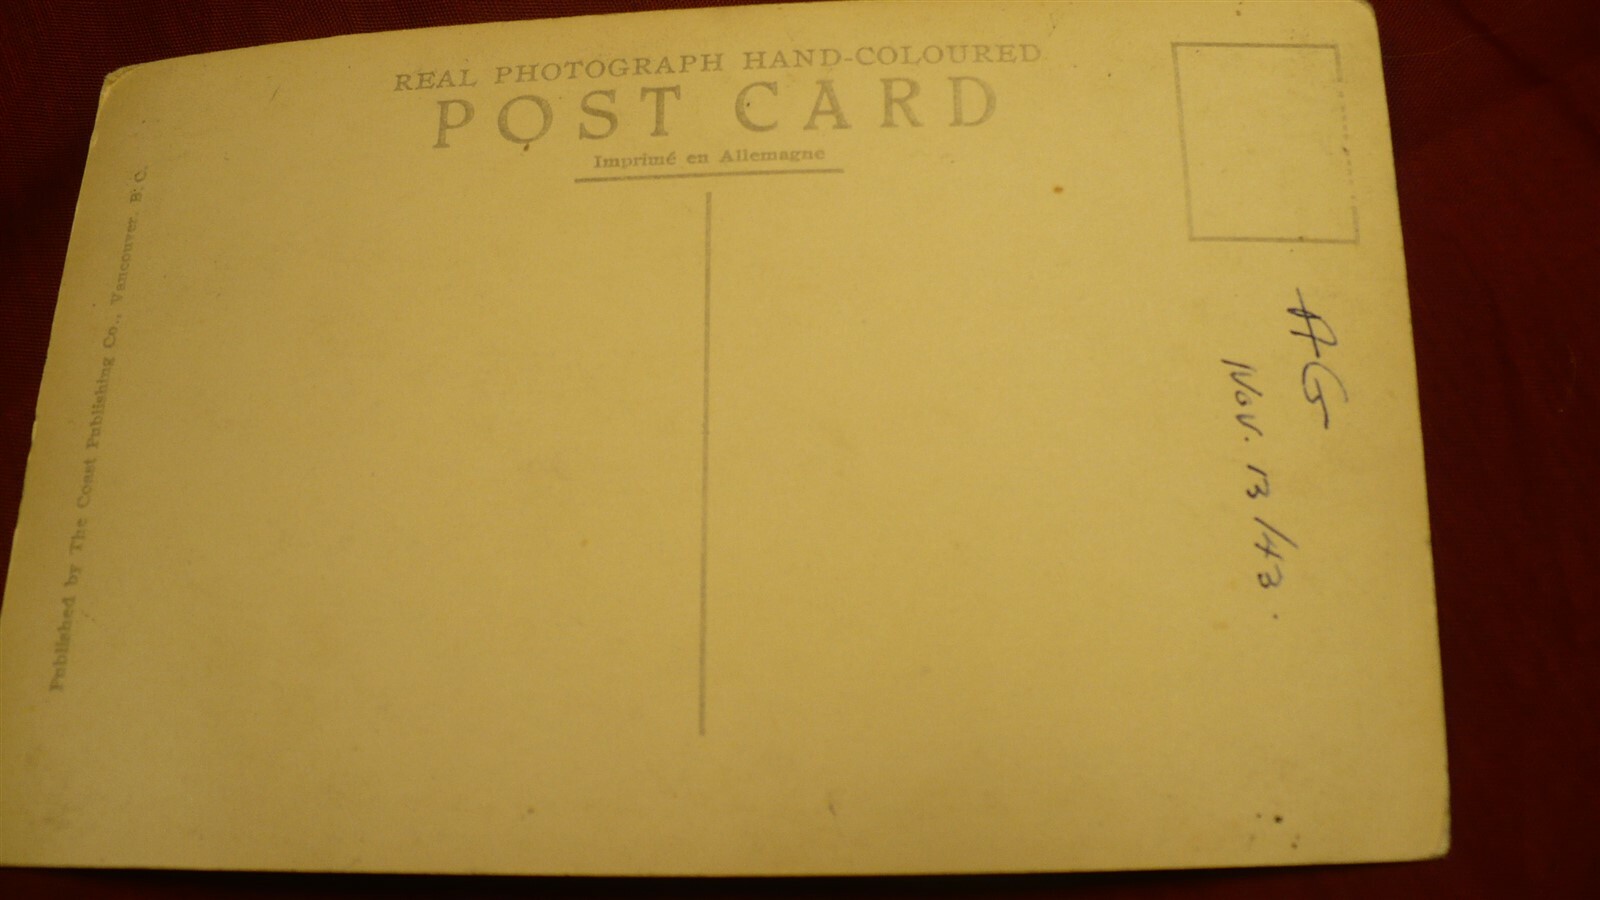 REAL PHOTOGRAPH HAND-COLOURED
POST CARD
Imprimé en Allemagne
Published by The Coast Publishing Co., Vancouver, B.C.
AG
Nov. 13/43.